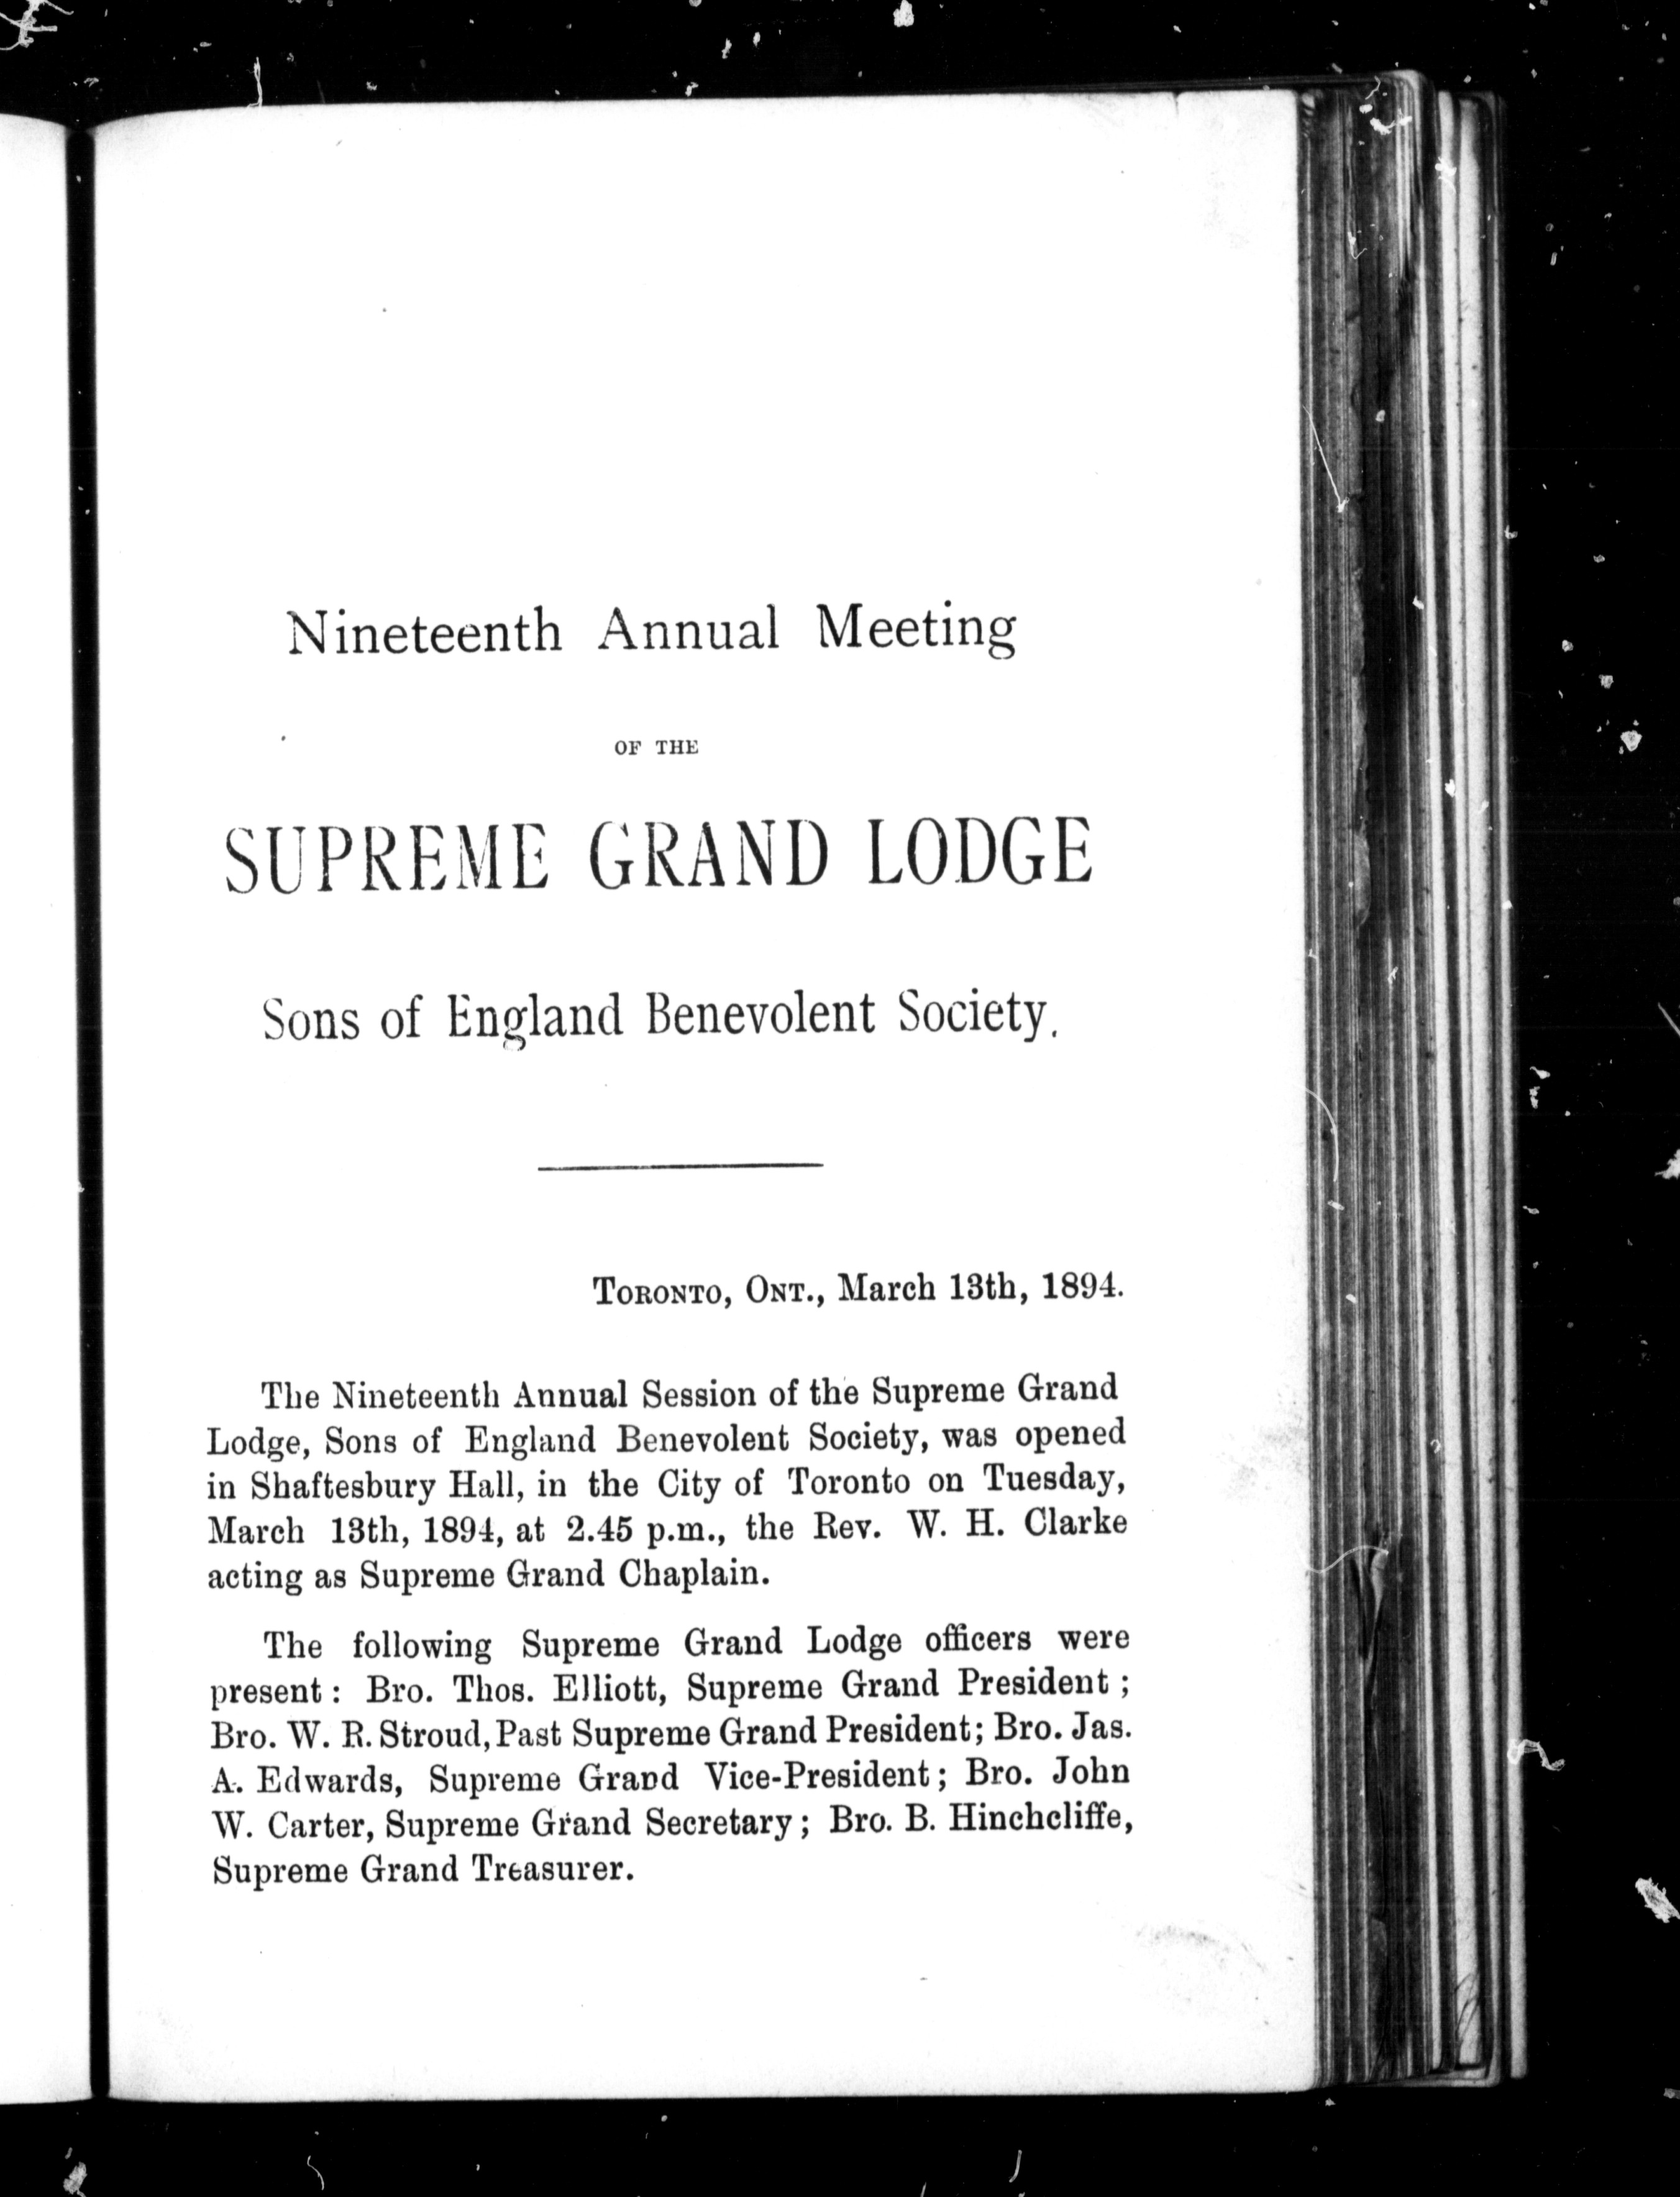 Nineteenth Annual Meeting
OF THE
SUPREME GRAND LODGE
Sons of England Benevolent Society.
TORONTO, ONT., March 13th, 1894.
The Nineteenth Annual Session of the Supreme Grand
Lodge, Sons of England Benevolent Society, was opened
in Shaftesbury Hall, in the City of Toronto on Tuesday,
March 13th, 1894, at 2.45 p.m., the Rev. W. H. Clarke
acting as Supreme Grand Chaplain.
The following Supreme Grand Lodge officers were
present : Bro. Thos. Elliott, Supreme Grand President ;
Bro. W. R. Stroud, Past Supreme Grand President; Bro. Jas.
A. Edwards, Supreme Grand Vice-President; Bro. John
W. Carter, Supreme Grand Secretary; Bro. B. Hinchcliffe,
Supreme Grand Treasurer.